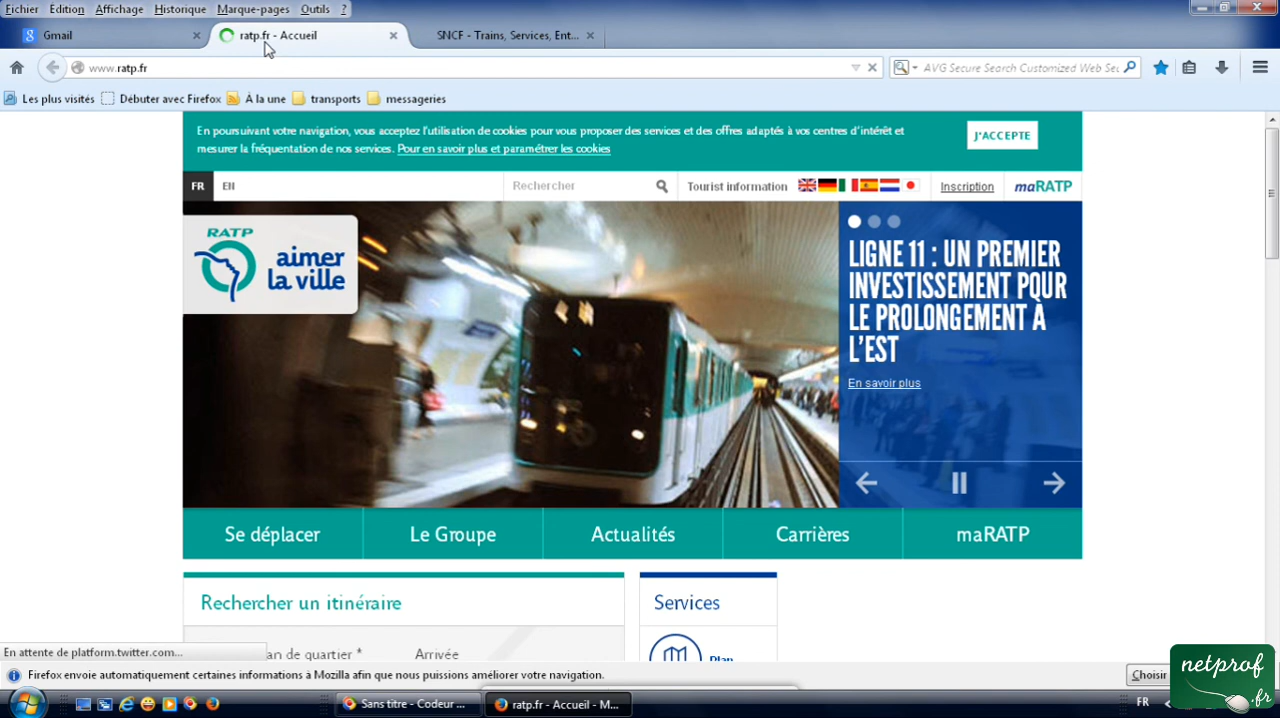 Fichier Édition Affichage Historique Marque-pages Outils ?
Gmail
ratp.fr - Accueil
SNCF - Trains, Services, Ent...
www.ratp.fr
AVG Secure Search Customized Web Sec
Les plus visités Débuter avec Firefox À la une transports messageries
En poursuivant votre navigation, vous acceptez l'utilisation de cookies pour vous proposer des services et des offres adaptés à vos centres d'intérêt et
mesurer la fréquentation de nos services. Pour en savoir plus et paramétrer les cookies
J'ACCEPTE
FR EN Rechercher Tourist information Inscription maRATP
RATP
aimer
la ville
LIGNE 11 : UN PREMIER
INVESTISSEMENT POUR
LE PROLONGEMENT À
L'EST
En savoir plus
Se déplacer Le Groupe Actualités Carrières maRATP
Rechercher un itinéraire
Services
an de quartier * Arrivée
Plan
En attente de platform.twitter.com...
Firefox envoie automatiquement certaines informations à Mozilla afin que nous puissions améliorer votre navigation.
Choisir
Sans titre - Codeur ...
ratp.fr - Accueil - M...
FR
netprof
.fr